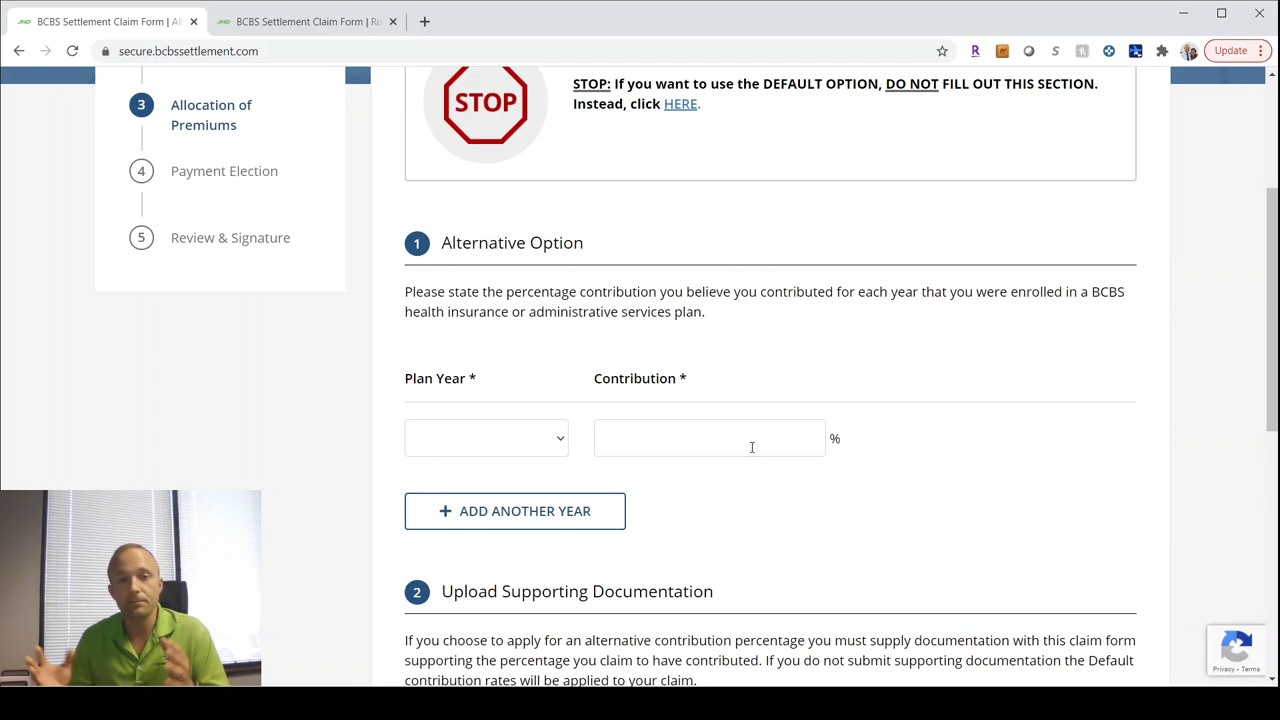 JND BCBS Settlement Claim Form | Al
JND BCBS Settlement Claim Form | Re
secure.bcbssettlement.com
R
S
h
Update
STOP
STOP: If you want to use the DEFAULT OPTION, DO NOT FILL OUT THIS SECTION.
Instead, click HERE.
3 Allocation of
Premiums
4 Payment Election
5 Review & Signature
1 Alternative Option
Please state the percentage contribution you believe you contributed for each year that you were enrolled in a BCBS
health insurance or administrative services plan.
Plan Year * Contribution *
%
+ ADD ANOTHER YEAR
2 Upload Supporting Documentation
If you choose to apply for an alternative contribution percentage you must supply documentation with this claim form
supporting the percentage you claim to have contributed. If you do not submit supporting documentation the Default
contribution rates will be applied to your claim.
Privacy - Terms